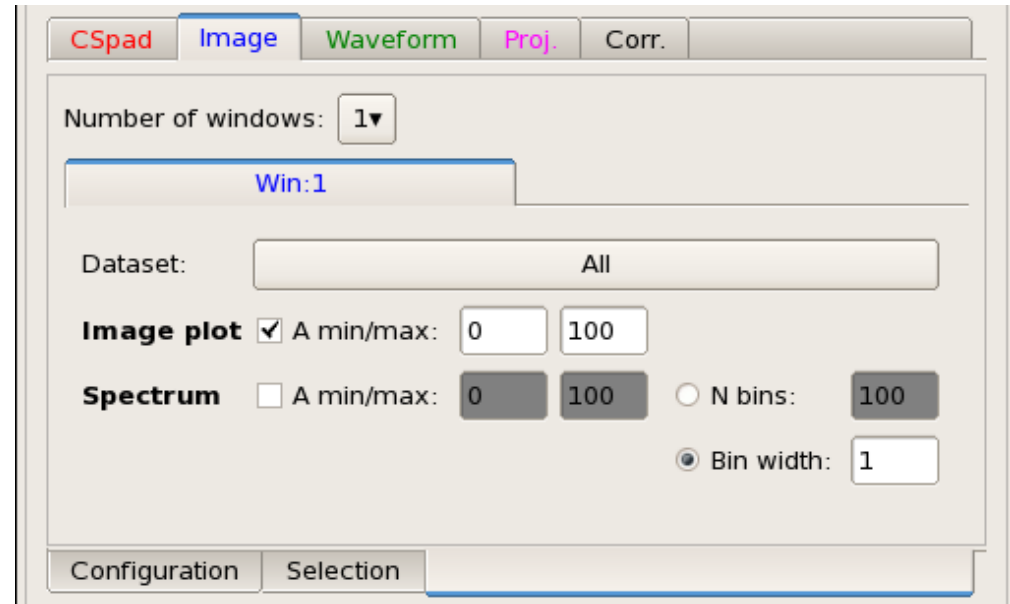 CSpad Image Waveform Proj. Corr.
Number of windows: 1▾
Win:1
Dataset: All
Image plot A min/max: 0 100
Spectrum A min/max: 0 100 N bins: 100
Bin width: 1
Configuration Selection